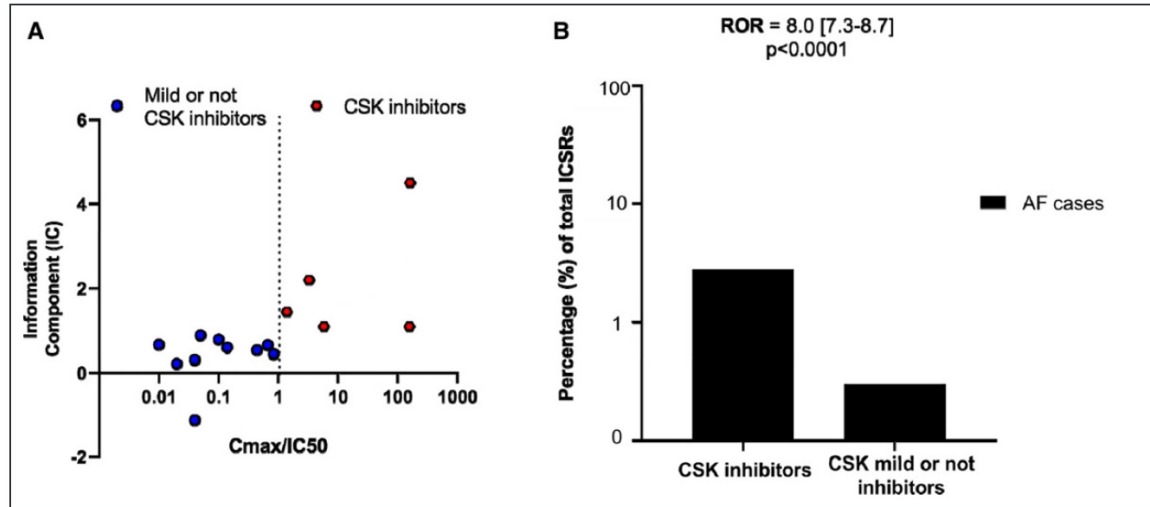 A
Mild or not
CSK inhibitors
CSK inhibitors
Information
Component (IC)
6
4
2
0
-2
0.01 0.1 1 10 100 1000
Cmax/IC50
B
ROR = 8.0 [7.3-8.7]
p<0.0001
Percentage (%) of total ICSRs
100
10
1
0
AF cases
CSK inhibitors
CSK mild or not
inhibitors